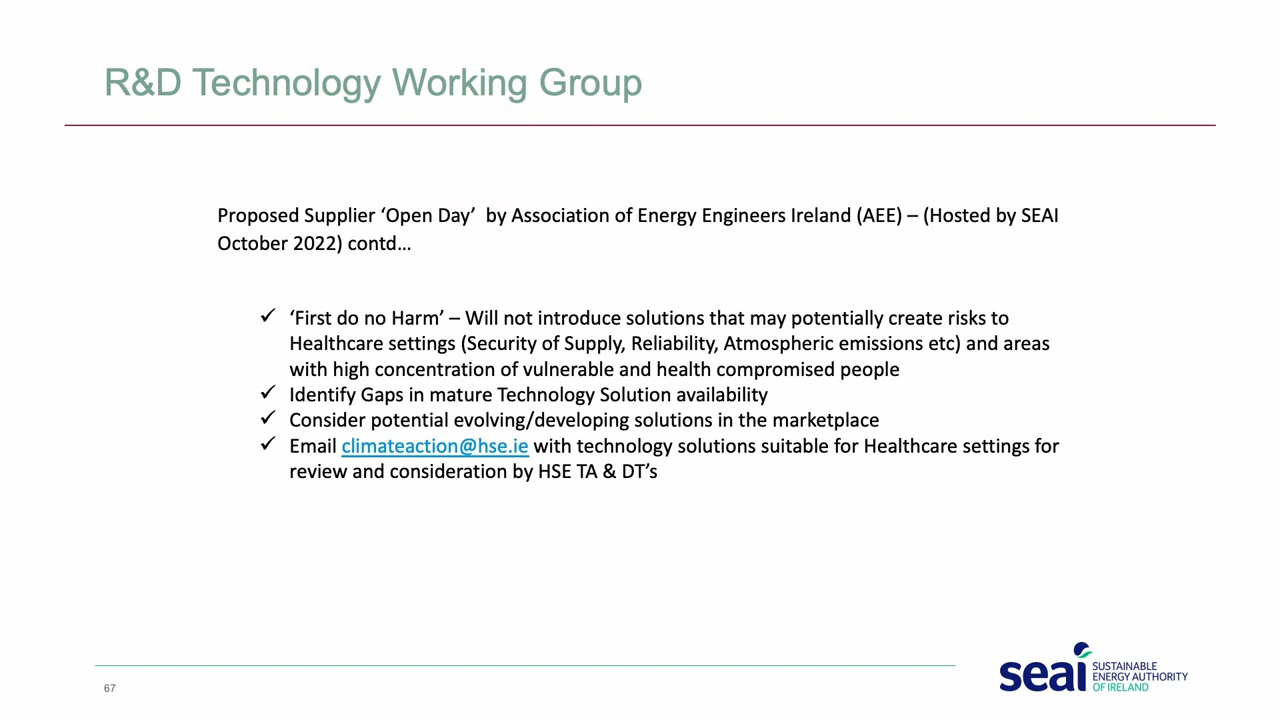 R&D Technology Working Group
Proposed Supplier ‘Open Day’  by Association of Energy Engineers Ireland (AEE) – (Hosted by SEAI
October 2022) contd…
✓ ‘First do no Harm’ – Will not introduce solutions that may potentially create risks to
Healthcare settings (Security of Supply, Reliability, Atmospheric emissions etc) and areas
with high concentration of vulnerable and health compromised people
✓ Identify Gaps in mature Technology Solution availability
✓ Consider potential evolving/developing solutions in the marketplace
✓ Email climateaction@hse.ie with technology solutions suitable for Healthcare settings for
review and consideration by HSE TA & DT’s
67
seai
SUSTAINABLE
ENERGY AUTHORITY
OF IRELAND